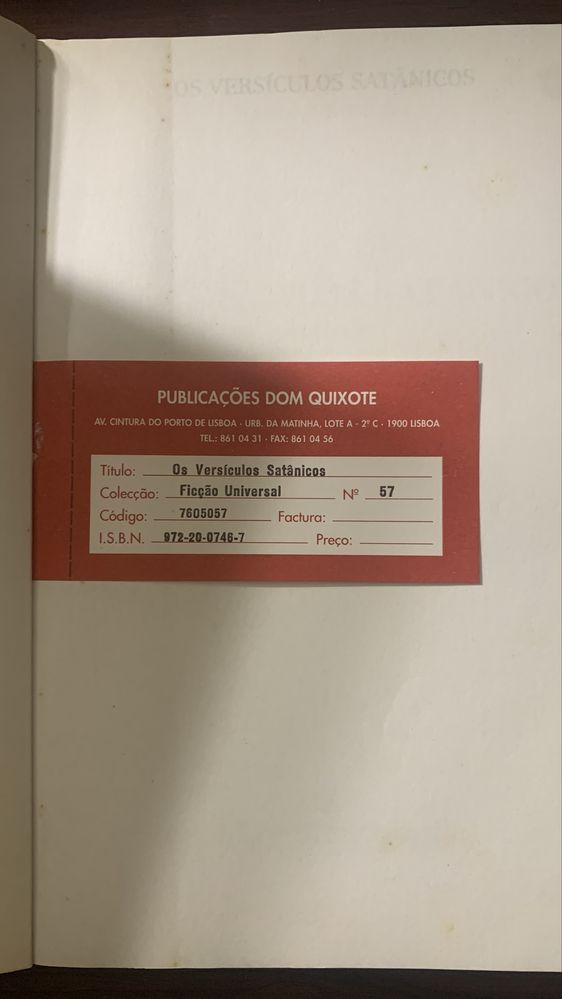 OS VERSÍCULOS SATÂNICOS
PUBLICAÇÕES DOM QUIXOTE
AV. CINTURA DO PORTO DE LISBOA · URB. DA MATINHA, LOTE A - 2º C · 1900 LISBOA
TEL.: 861 04 31 · FAX: 861 04 56
Título: Os Versículos Satânicos
Colecção: Ficção Universal Nº 57
Código: 7605057 Factura:
I.S.B.N. 972-20-0746-7 Preço: